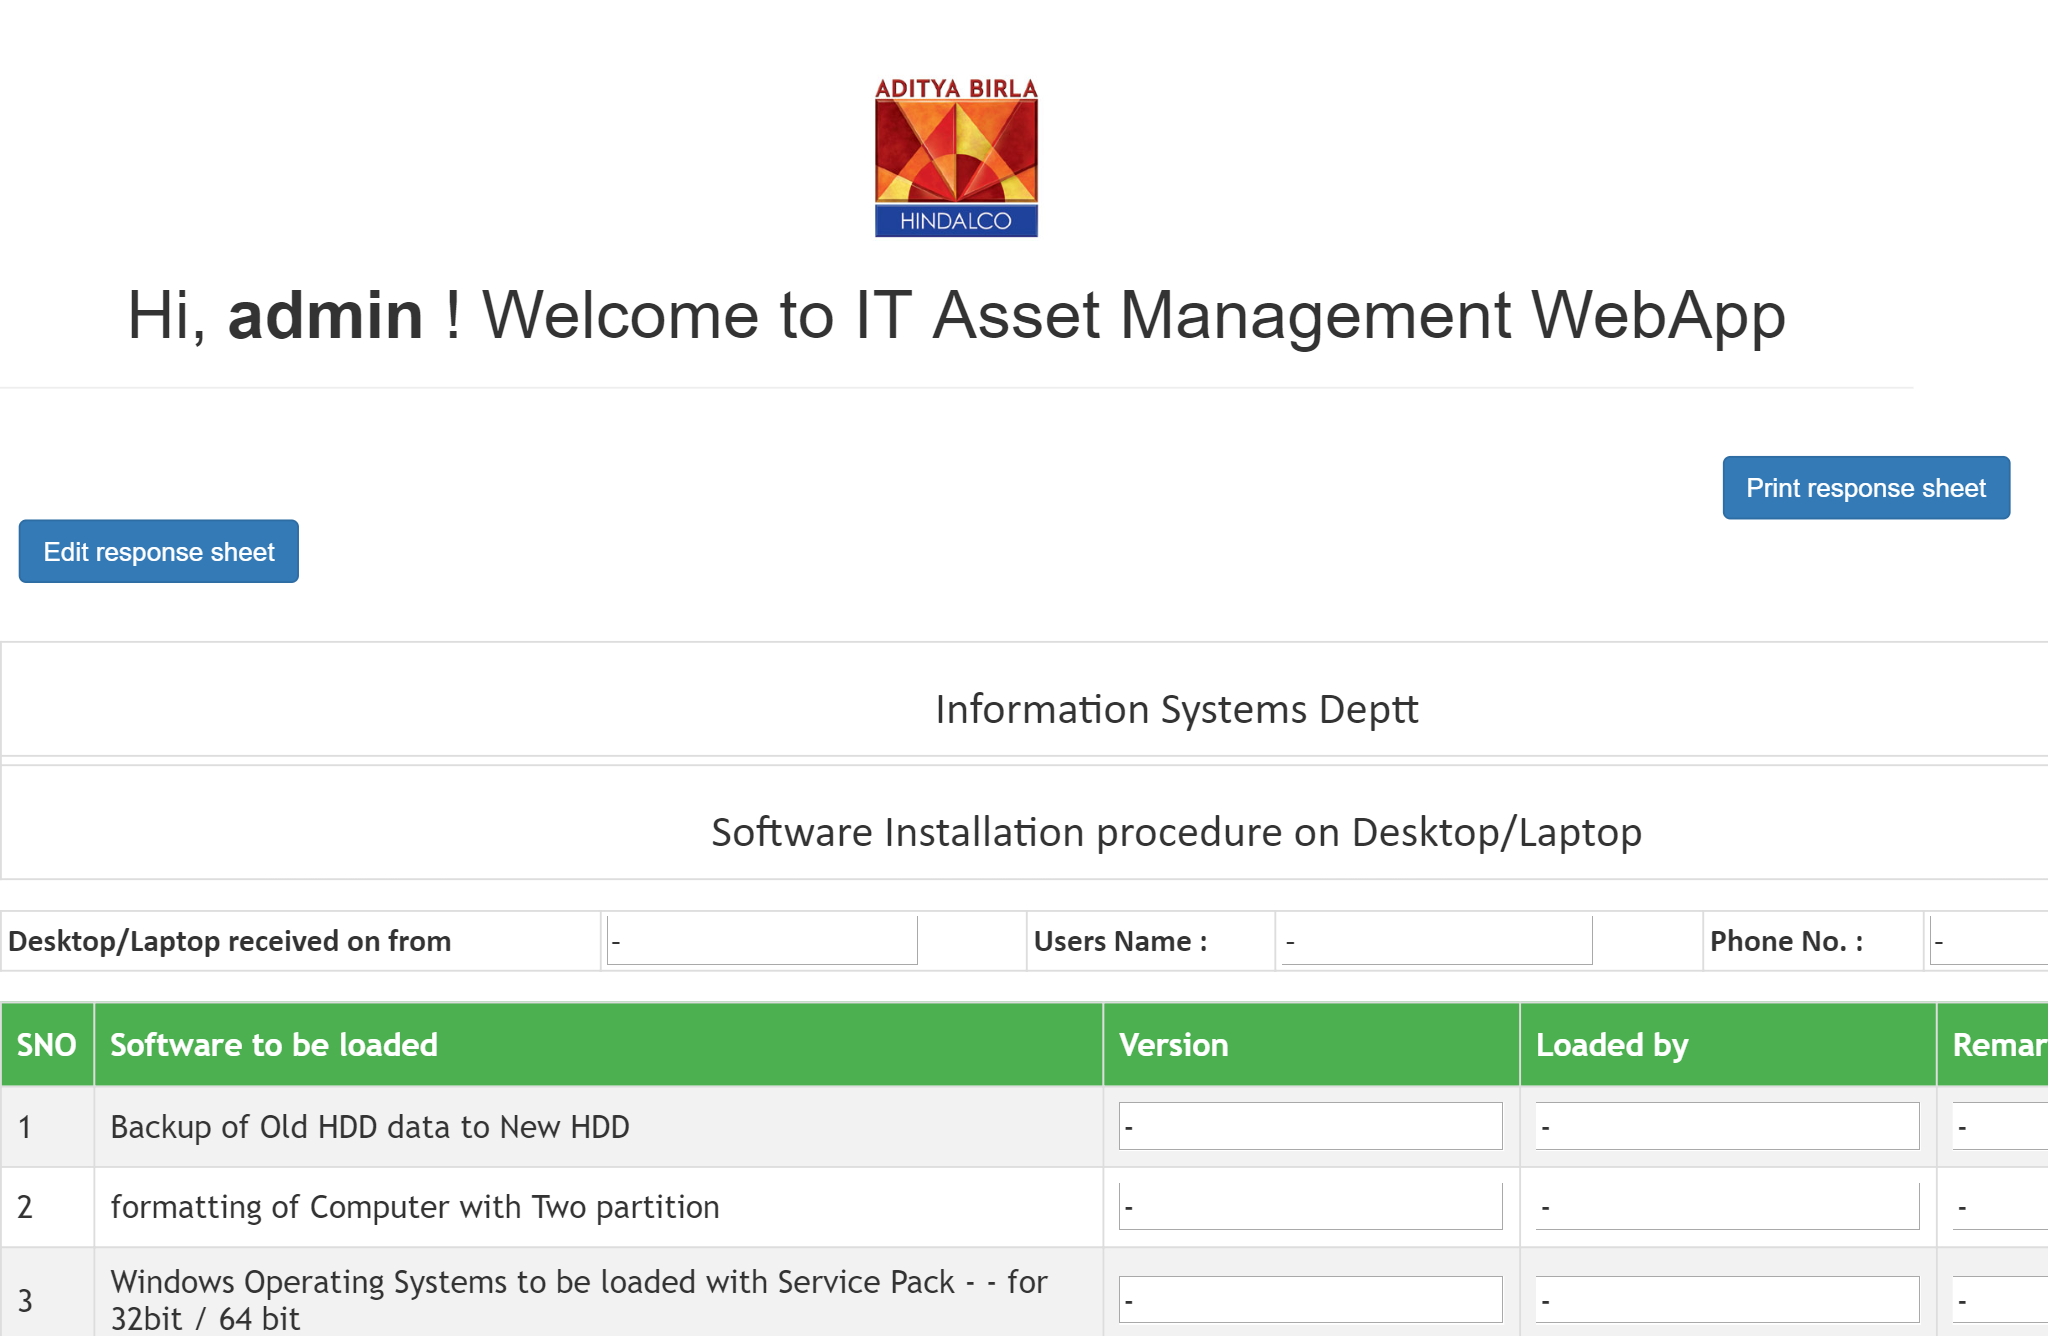 ADITYA BIRLA
HINDALCO
Hi, admin ! Welcome to IT Asset Management WebApp
Print response sheet
Edit response sheet
Information Systems Deptt
Software Installation procedure on Desktop/Laptop
Desktop/Laptop received on from - Users Name : - Phone No. : -
SNO Software to be loaded Version Loaded by Remar
1 Backup of Old HDD data to New HDD - - -
2 formatting of Computer with Two partition - - -
3 Windows Operating Systems to be loaded with Service Pack - - for
32bit / 64 bit - - -